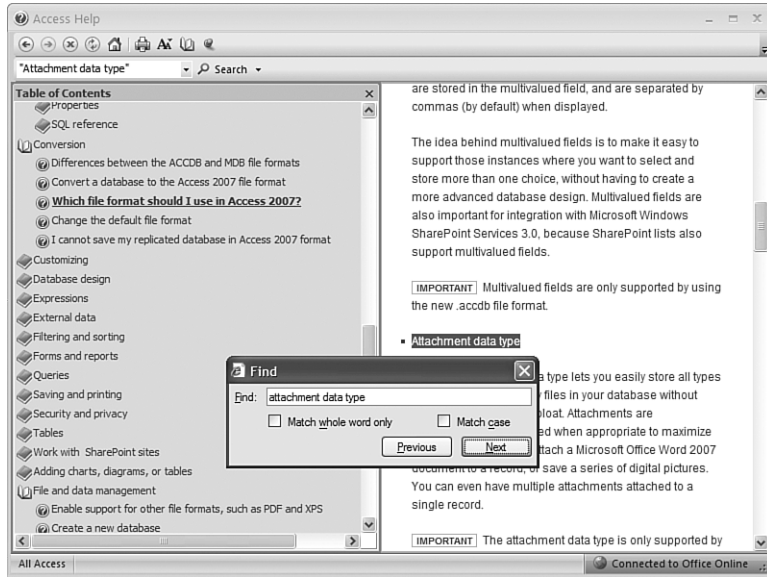 Access Help
"Attachment data type"
Search
Table of Contents
Properties
SQL reference
Conversion
Differences between the ACCDB and MDB file formats
Convert a database to the Access 2007 file format
Which file format should I use in Access 2007?
Change the default file format
I cannot save my replicated database in Access 2007 format
Customizing
Database design
Expressions
External data
Filtering and sorting
Forms and reports
Queries
Saving and printing
Security and privacy
Tables
Work with SharePoint sites
Adding charts, diagrams, or tables
File and data management
Enable support for other file formats, such as PDF and XPS
Create a new database
are stored in the multivalued field, and are separated by
commas (by default) when displayed.
The idea behind multivalued fields is to make it easy to
support those instances where you want to select and
store more than one choice, without having to create a
more advanced database design. Multivalued fields are
also important for integration with Microsoft Windows
SharePoint Services 3.0, because SharePoint lists also
support multivalued fields.
IMPORTANT Multivalued fields are only supported by using
the new .accdb file format.
Attachment data type
a type lets you easily store all types
files in your database without
bloat. Attachments are
ed when appropriate to maximize
attach a Microsoft Office Word 2007
document to a record, or save a series of digital pictures.
You can even have multiple attachments attached to a
single record.
IMPORTANT The attachment data type is only supported by
Find
Find: attachment data type
Match whole word only
Match case
Previous
Next
All Access
Connected to Office Online